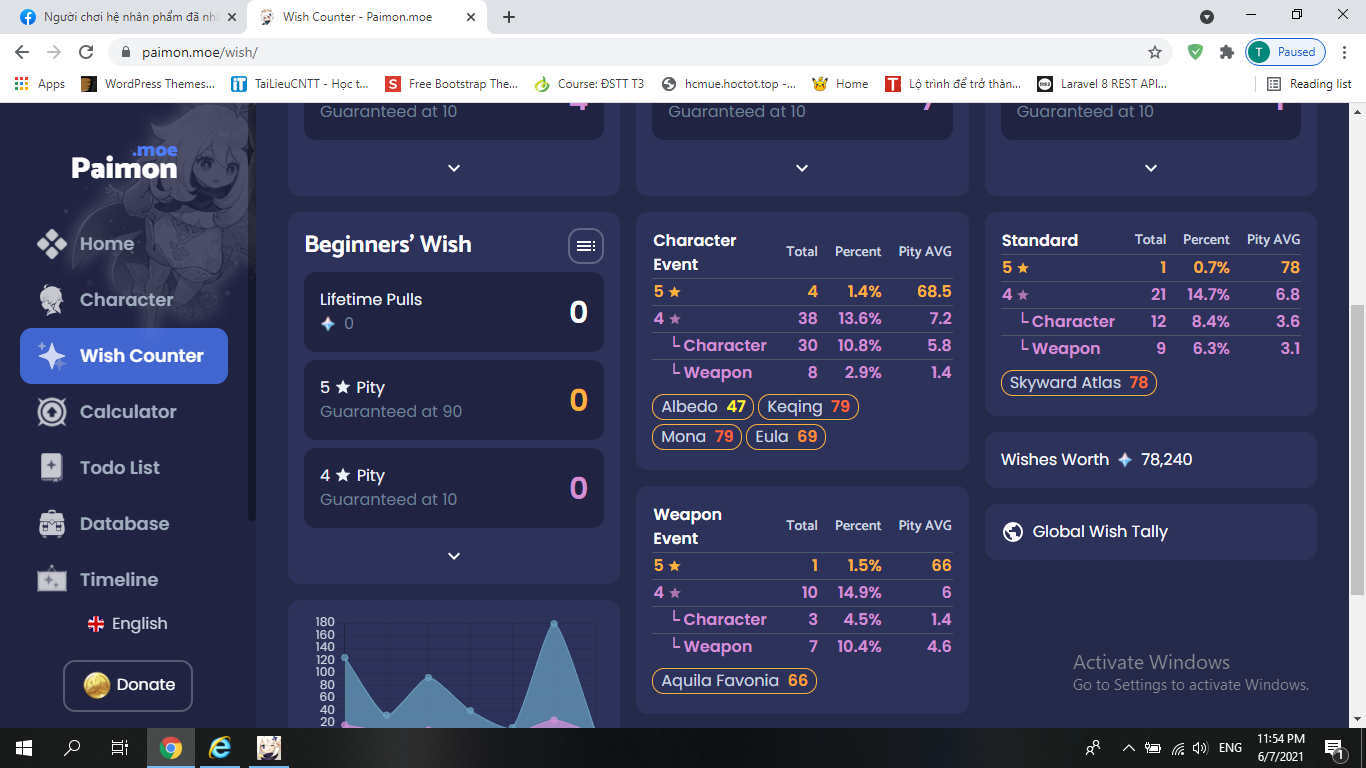 Người chơi hệ nhân phẩm đã nhậ
Wish Counter - Paimon.moe
paimon.moe/wish/
T Paused
Apps
WordPress Themes...
TaiLieuCNTT - Học t...
Free Bootstrap The...
Course: ĐSTT T3
hcmue.hoctot.top -...
Home
Lộ trình để trở thàn...
Laravel 8 REST API...
Reading list
.moe
Paimon
Home
Character
Wish Counter
Calculator
Todo List
Database
Timeline
English
Donate
Guaranteed at 10
Guaranteed at 10 7
Guaranteed at 10
Beginners' Wish
Lifetime Pulls
0
0
5 ★ Pity
Guaranteed at 90
0
4 ★ Pity
Guaranteed at 10
0
180
160
140
120
100
80
60
40
20
Character Event Total Percent Pity AVG
5 ★ 4 1.4% 68.5
4 ★ 38 13.6% 7.2
└ Character 30 10.8% 5.8
└ Weapon 8 2.9% 1.4
Albedo 47 Keqing 79
Mona 79 Eula 69
Weapon Event Total Percent Pity AVG
5 ★ 1 1.5% 66
4 ★ 10 14.9% 6
└ Character 3 4.5% 1.4
└ Weapon 7 10.4% 4.6
Aquila Favonia 66
Standard Total Percent Pity AVG
5 ★ 1 0.7% 78
4 ★ 21 14.7% 6.8
└ Character 12 8.4% 3.6
└ Weapon 9 6.3% 3.1
Skyward Atlas 78
Wishes Worth 78,240
Global Wish Tally
Activate Windows
Go to Settings to activate Windows.
ENG
11:54 PM
6/7/2021
1